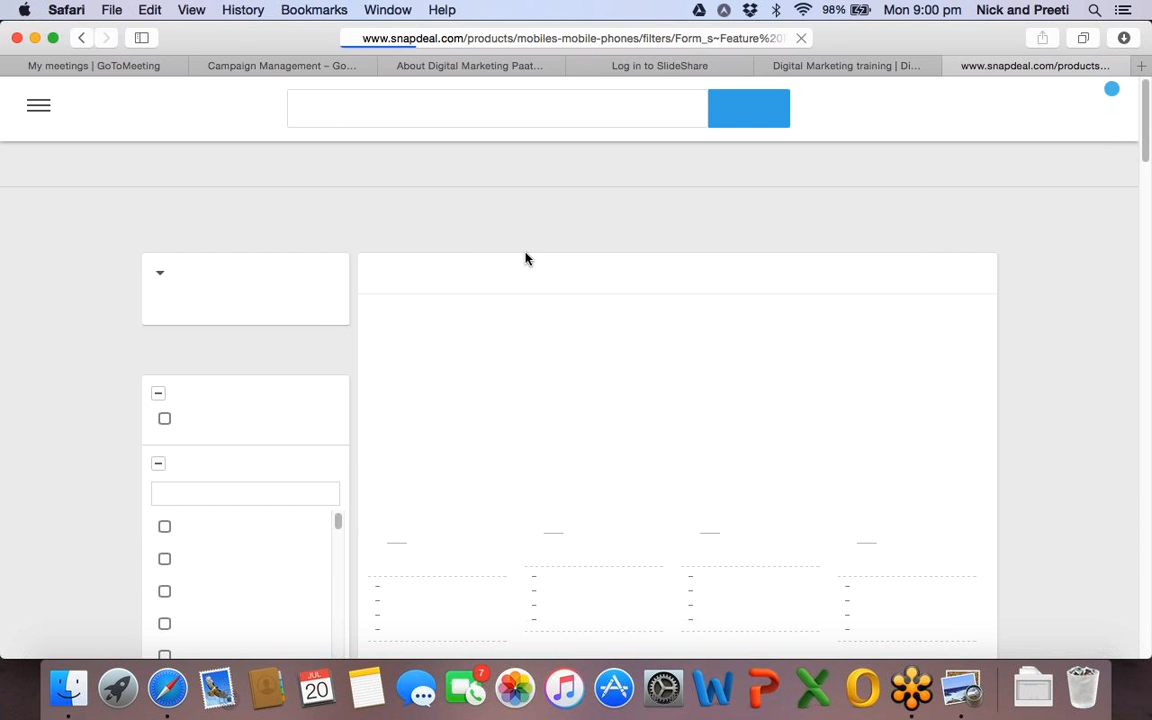 Safari File Edit View History Bookmarks Window Help 98% Mon 9:00 pm Nick and Preeti
www.snapdeal.com/products/mobiles-mobile-phones/filters/Form_s~Feature%20
My meetings | GoToMeeting Campaign Management – Go... About Digital Marketing Paat... Log in to SlideShare Digital Marketing training | Di... www.snapdeal.com/products...
7
JUL
20